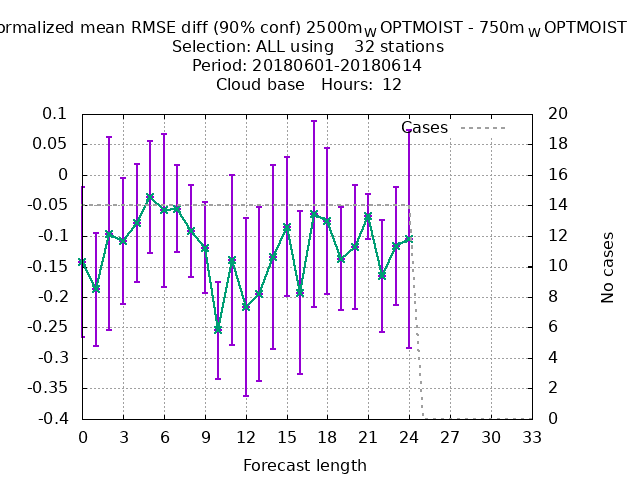 ormalized mean RMSE diff (90% conf) 2500m_W OPTMOIST - 750m_W OPTMOIST
Selection: ALL using 32 stations
Period: 20180601-20180614
Cloud base Hours: 12
Cases
0.1
0.05
0
-0.05
-0.1
-0.15
-0.2
-0.25
-0.3
-0.35
-0.4
20
18
16
14
12
10
8
6
4
2
0
No cases
0 3 6 9 12 15 18 21 24 27 30 33
Forecast length